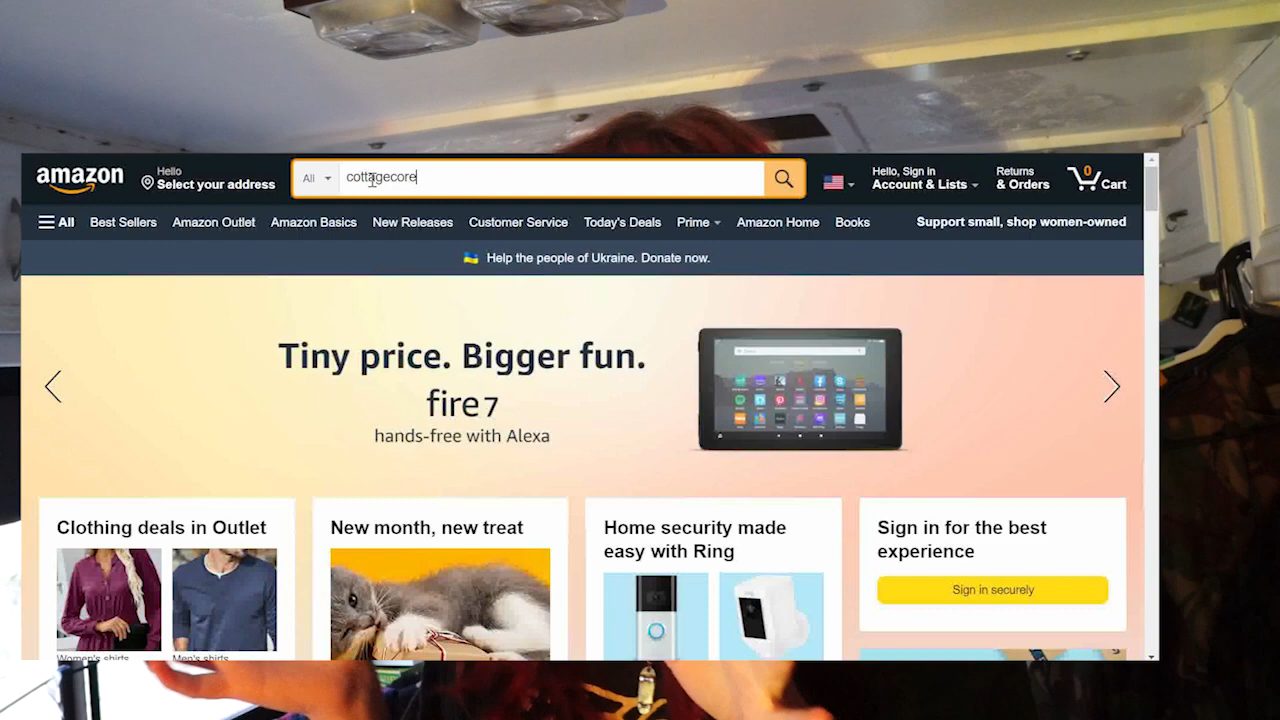 amazon
Hello
Select your address
All
cottagecore
Hello, Sign in
Account & Lists
Returns
& Orders
0
Cart
All
Best Sellers
Amazon Outlet
Amazon Basics
New Releases
Customer Service
Today's Deals
Prime
Amazon Home
Books
Support small, shop women-owned
Help the people of Ukraine. Donate now.
Tiny price. Bigger fun.
fire 7
hands-free with Alexa
Clothing deals in Outlet
Women's shirts
Men's shirts
New month, new treat
Home security made
easy with Ring
Sign in for the best
experience
Sign in securely